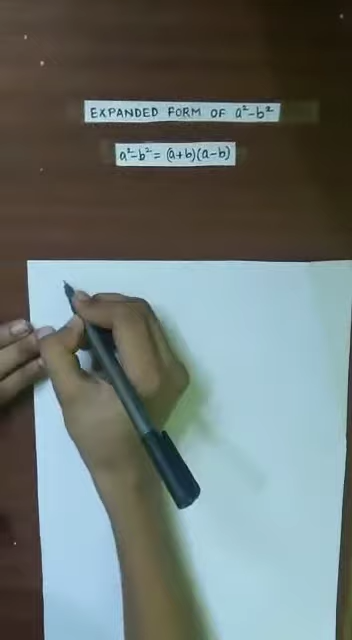 EXPANDED FORM OF a²-b²
a²-b² = (a+b)(a-b)